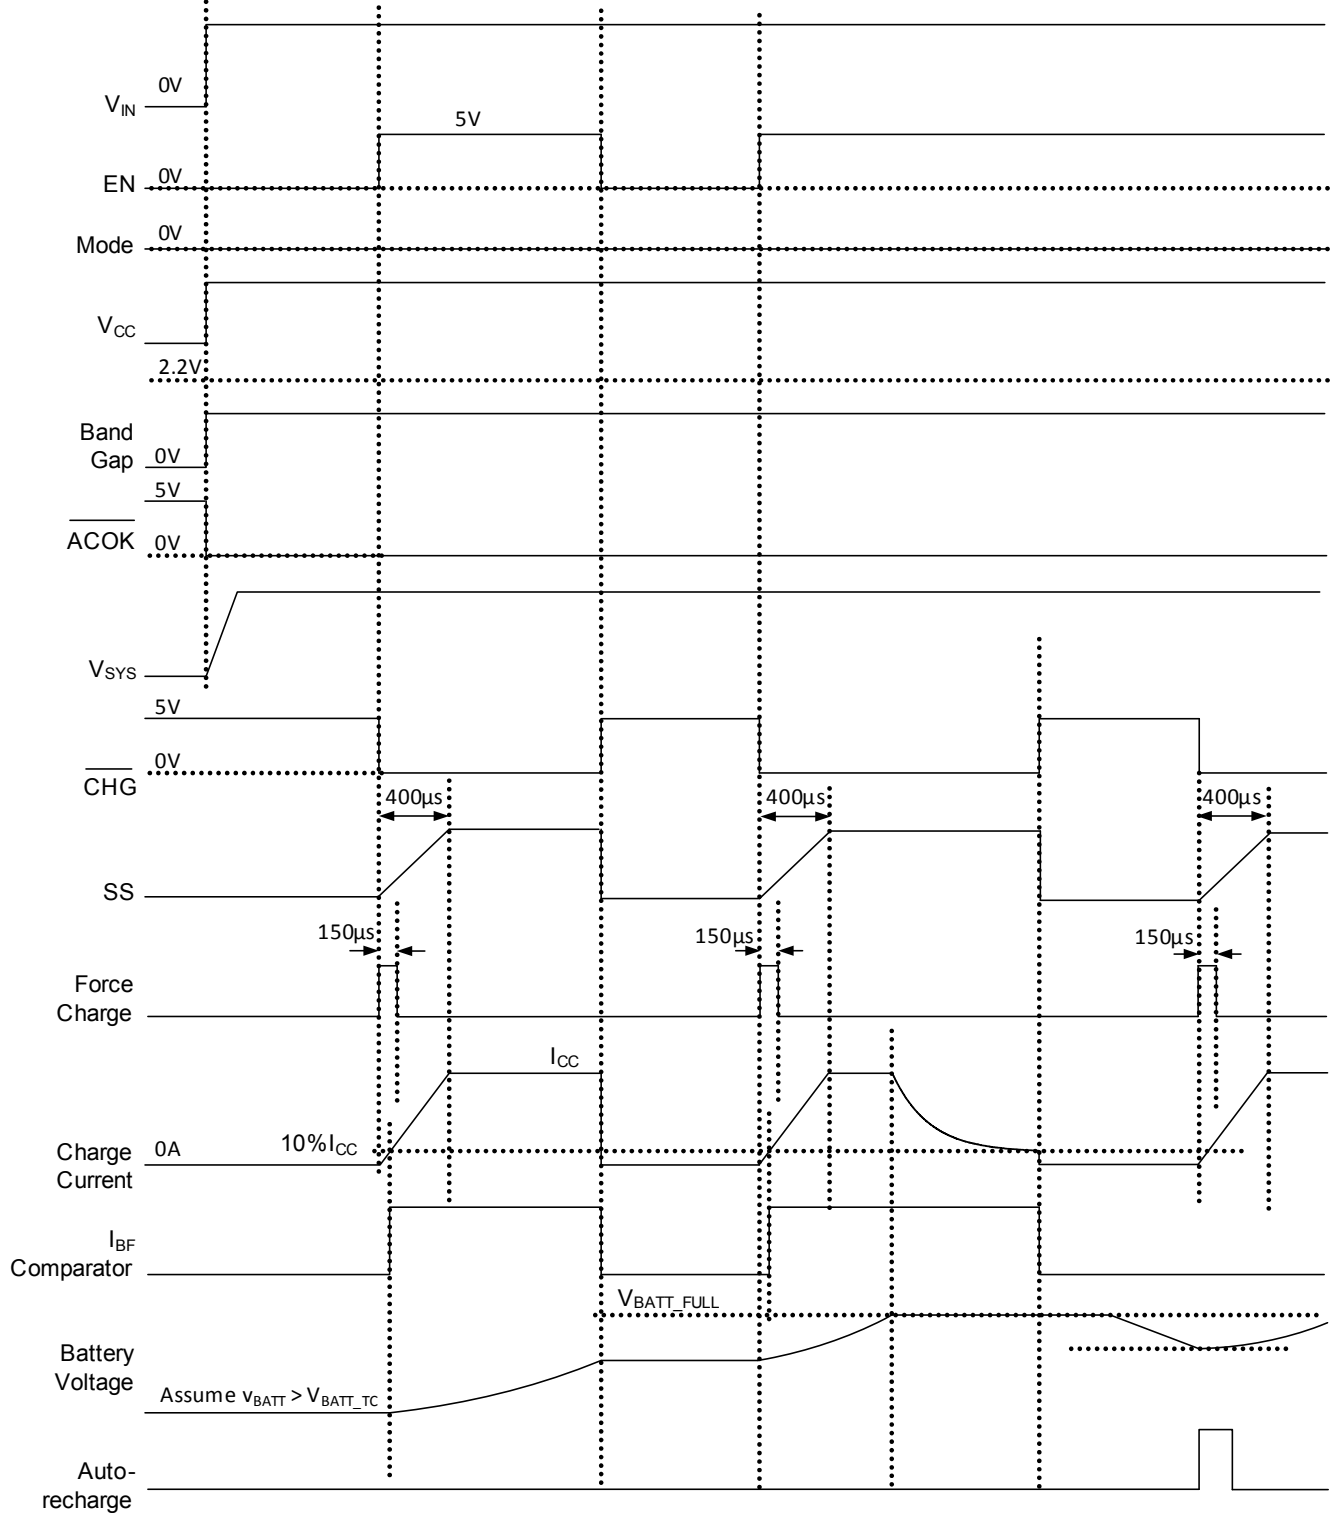 0V
V_IN
5V
EN 0V
Mode 0V
V_CC
2.2V
Band
Gap 0V
5V
ACOK 0V
V_SYS
5V
0V
CHG
400µs 400µs 400µs
SS
150µs 150µs 150µs
Force
Charge
I_CC
Charge 0A 10%I_CC
Current
I_BF
Comparator
V_BATT_FULL
Battery
Voltage
Assume v_BATT > V_BATT_TC
Auto-
recharge